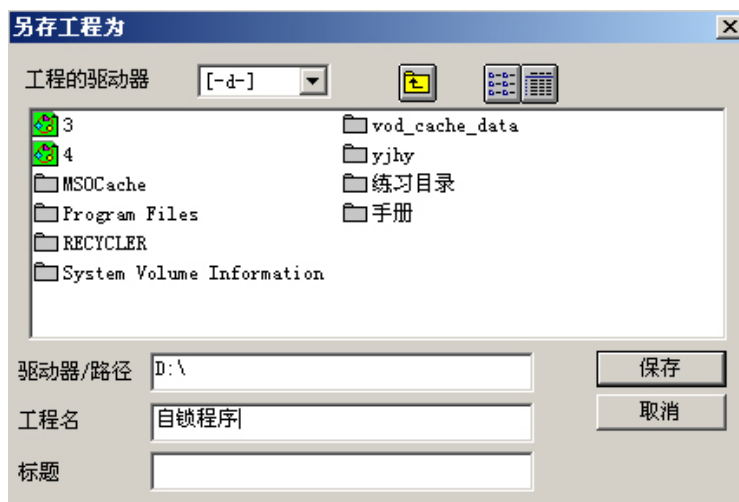 另存工程为
工程的驱动器 [-d-]
3
4
MSOCache
Program Files
RECYCLER
System Volume Information
vod_cache_data
yjhy
练习目录
手册
驱动器/路径 D:\
保存
工程名 自锁程序
取消
标题